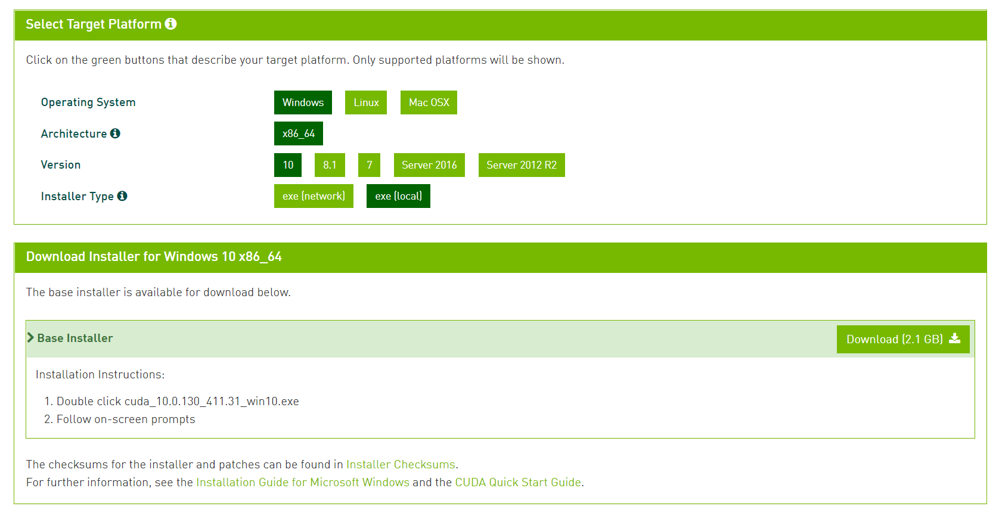 Select Target Platform
Click on the green buttons that describe your target platform. Only supported platforms will be shown.
Operating System Windows Linux Mac OSX
Architecture x86_64
Version 10 8.1 7 Server 2016 Server 2012 R2
Installer Type exe (network) exe (local)
Download Installer for Windows 10 x86_64
The base installer is available for download below.
Base Installer Download (2.1 GB)
Installation Instructions:
1. Double click cuda_10.0.130_411.31_win10.exe
2. Follow on-screen prompts
The checksums for the installer and patches can be found in Installer Checksums.
For further information, see the Installation Guide for Microsoft Windows and the CUDA Quick Start Guide.